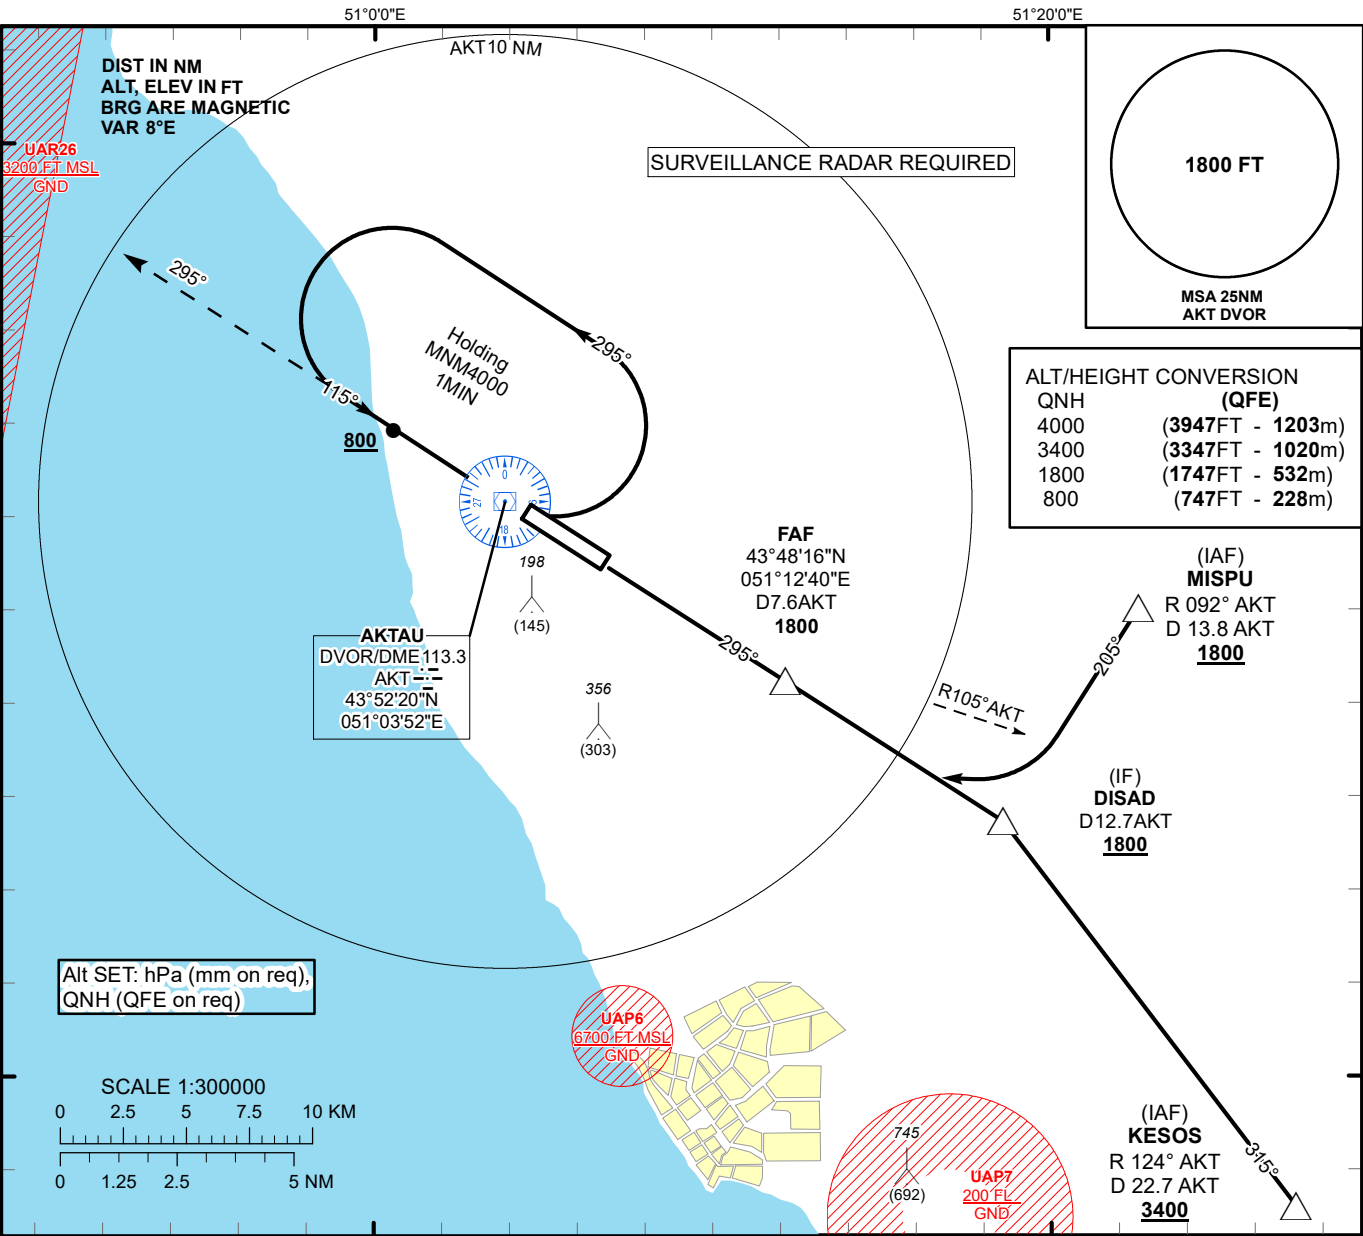 51°0'0"E
51°20'0"E
AKT10 NM
DIST IN NM
ALT, ELEV IN FT
BRG ARE MAGNETIC
VAR 8°E
UAR26
3200 FT MSL
GND
SURVEILLANCE RADAR REQUIRED
1800 FT
MSA 25NM
AKT DVOR
295°
Holding
MNM4000
1MIN
295°
115°
800
ALT/HEIGHT CONVERSION
QNH (QFE)
4000 (3947FT - 1203m)
3400 (3347FT - 1020m)
1800 (1747FT - 532m)
800 (747FT - 228m)
0
27
18
198
(145)
FAF
43°48'16"N
051°12'40"E
D7.6AKT
1800
(IAF)
MISPU
R 092° AKT
D 13.8 AKT
1800
AKTAU
DVOR/DME 113.3
AKT
43°52'20"N
051°03'52"E
295°
205°
356
(303)
R105°AKT
(IF)
DISAD
D12.7AKT
1800
Alt SET: hPa (mm on req),
QNH (QFE on req)
UAP6
6700 FT MSL
GND
SCALE 1:300000
0 2.5 5 7.5 10 KM
0 1.25 2.5 5 NM
745
(692)
UAP7
200 FL
GND
(IAF)
KESOS
R 124° AKT
D 22.7 AKT
3400
315°